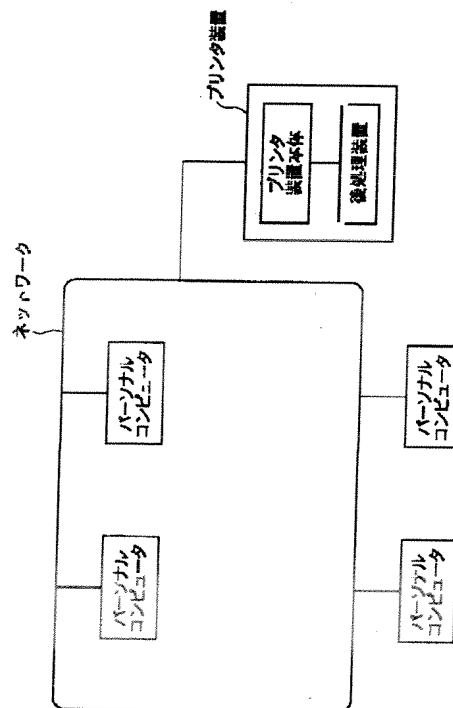 ネットワーク
プリンタ装置
パーソナル
コンピュータ
パーソナル
コンピュータ
プリンタ
装置本体
後処理装置
パーソナル
コンピュータ
パーソナル
コンピュータ